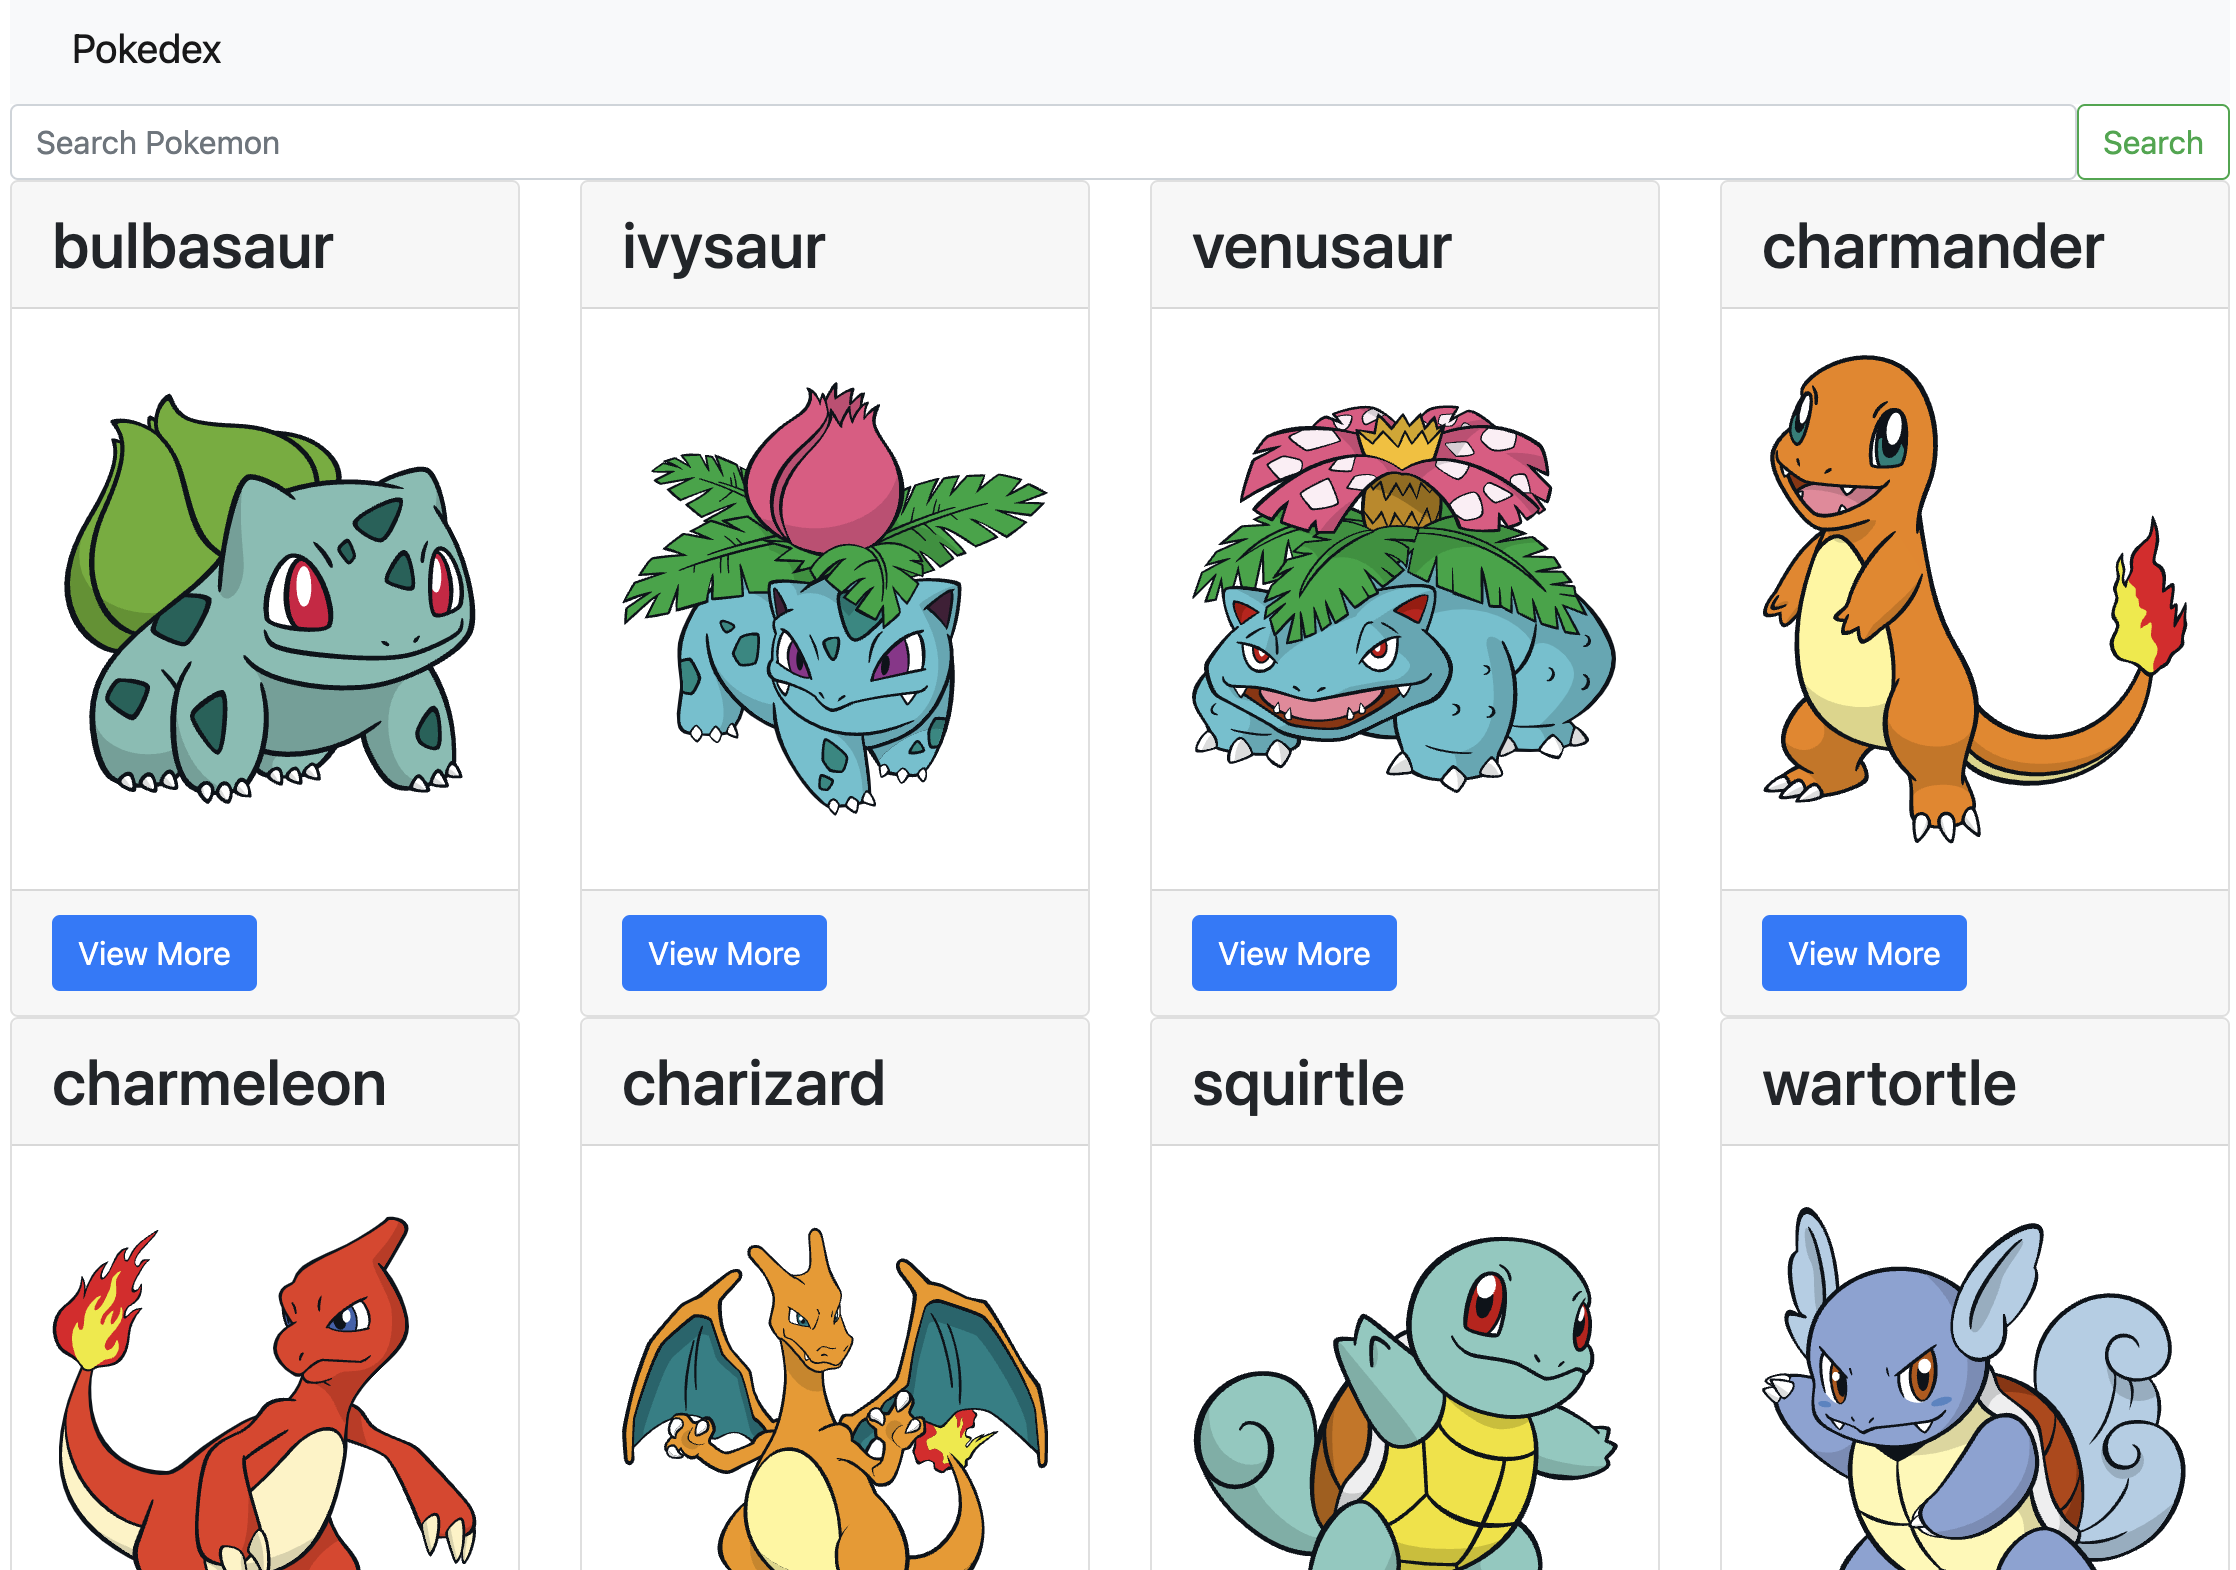 Pokedex
Search Pokemon
Search
bulbasaur
ivysaur
venusaur
charmander
View More
View More
View More
View More
charmeleon
charizard
squirtle
wartortle